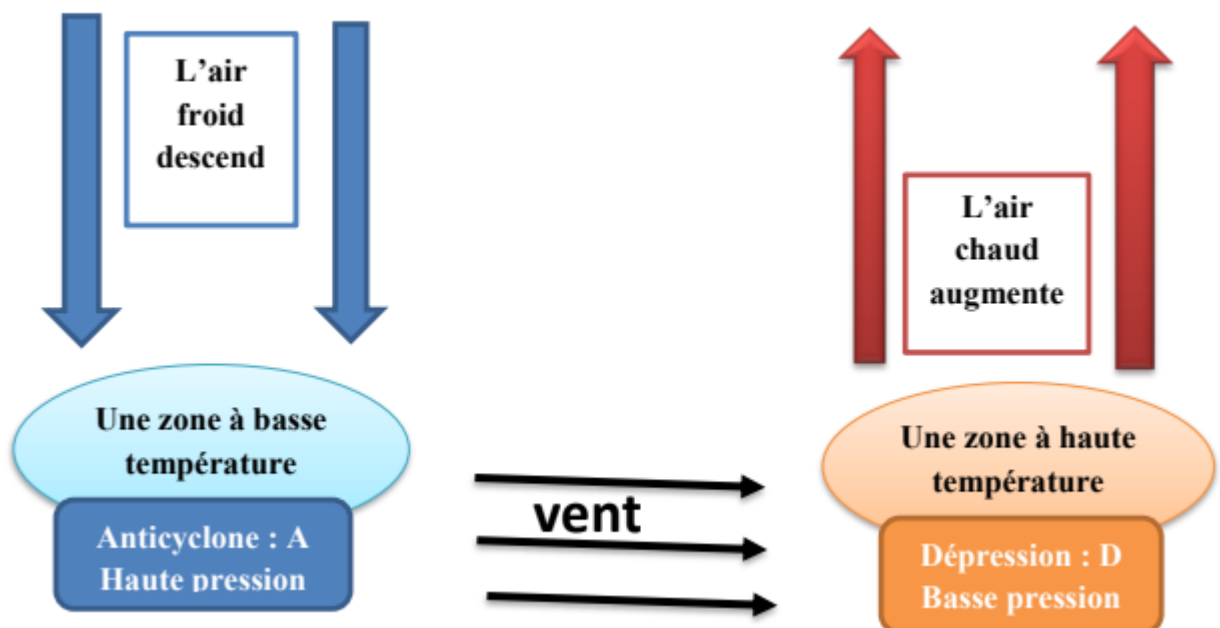 L'air
froid
descend
L'air
chaud
augmente
Une zone à basse
température
Anticyclone : A
Haute pression
vent
Une zone à haute
température
Dépression : D
Basse pression